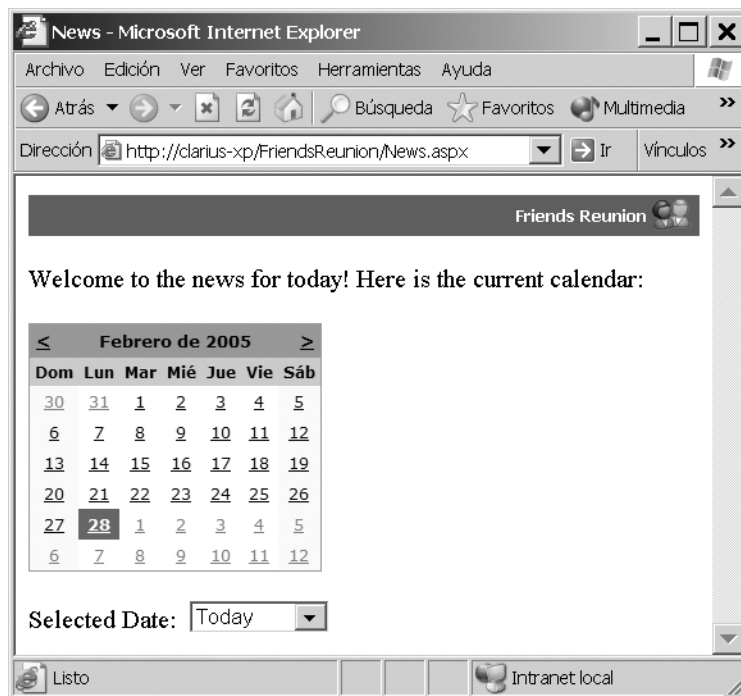 News - Microsoft Internet Explorer
Archivo Edición Ver Favoritos Herramientas Ayuda
Atrás Búsqueda Favoritos Multimedia »
Dirección http://clarius-xp/FriendsReunion/News.aspx Ir Vínculos »
Friends Reunion
Welcome to the news for today! Here is the current calendar:
< Febrero de 2005 >
Dom Lun Mar Mié Jue Vie Sáb
30 31 1 2 3 4 5
6 7 8 9 10 11 12
13 14 15 16 17 18 19
20 21 22 23 24 25 26
27 28 1 2 3 4 5
6 7 8 9 10 11 12
Selected Date: Today
Listo Intranet local